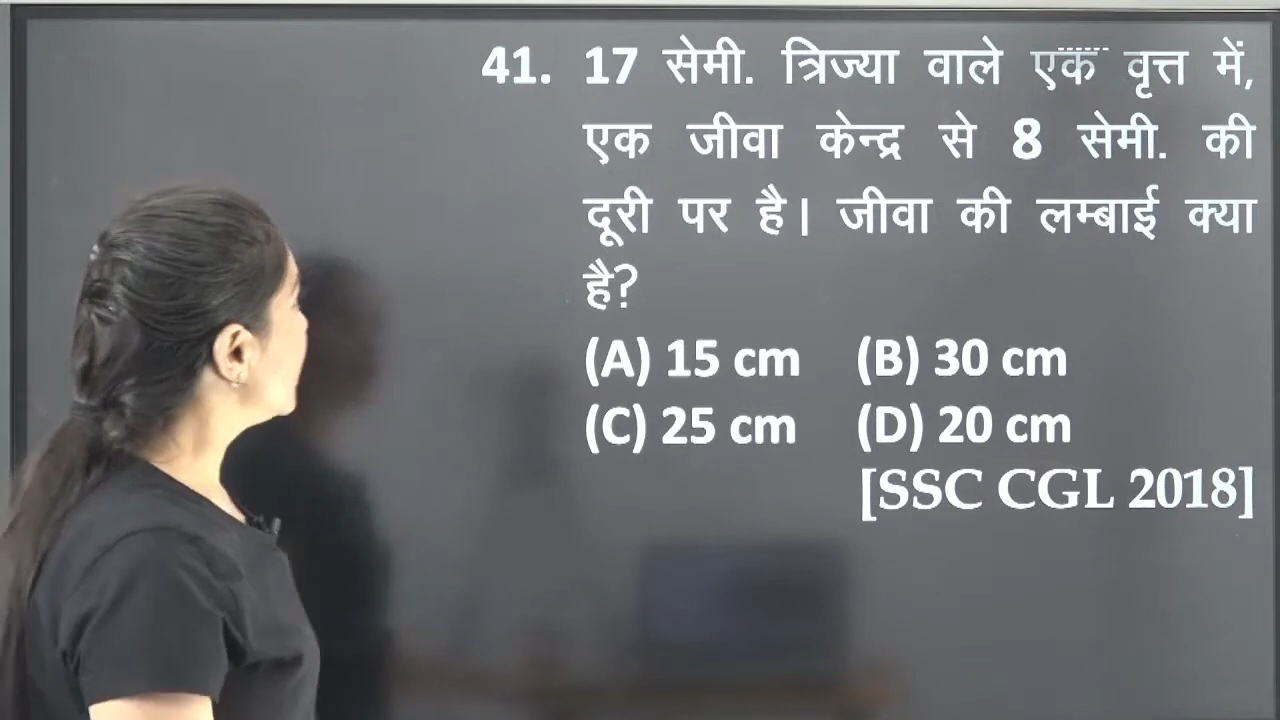 41. 17 सेमी. त्रिज्या वाले एक वृत्त में,
एक जीवा केन्द्र से 8 सेमी. की
दूरी पर है। जीवा की लम्बाई क्या
है?
(A) 15 cm (B) 30 cm
(C) 25 cm (D) 20 cm
[SSC CGL 2018]